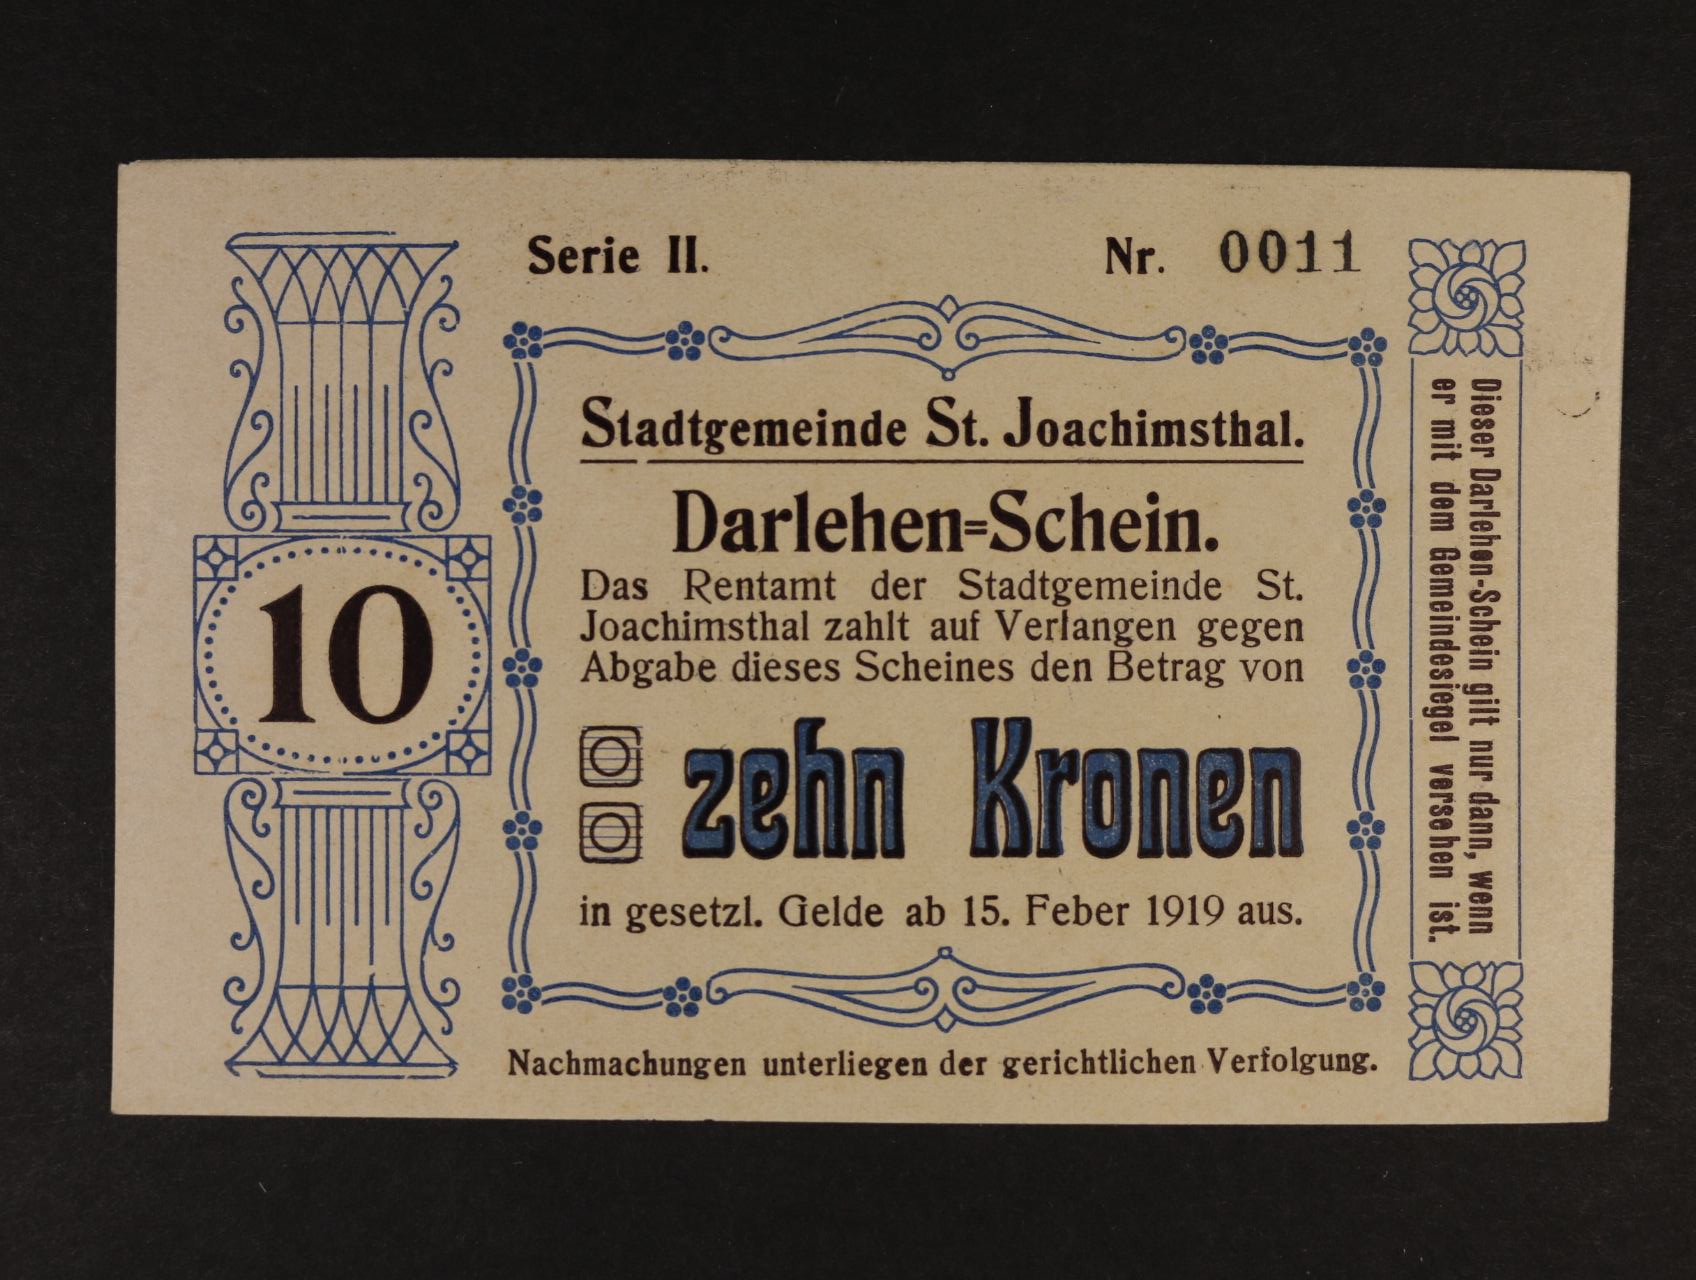 Serie II. Nr. 0011
Stadtgemeinde St. Joachimsthal.
Darlehen=Schein.
Das Rentamt der Stadtgemeinde St.
Joachimsthal zahlt auf Verlangen gegen
Abgabe dieses Scheines den Betrag von
zehn Kronen
in gesetzl. Gelde ab 15. Feber 1919 aus.
Nachmachungen unterliegen der gerichtlichen Verfolgung.
10
Dieser Darlehen-Schein gilt nur dann, wenn
er mit dem Gemeindesiegel versehen ist.